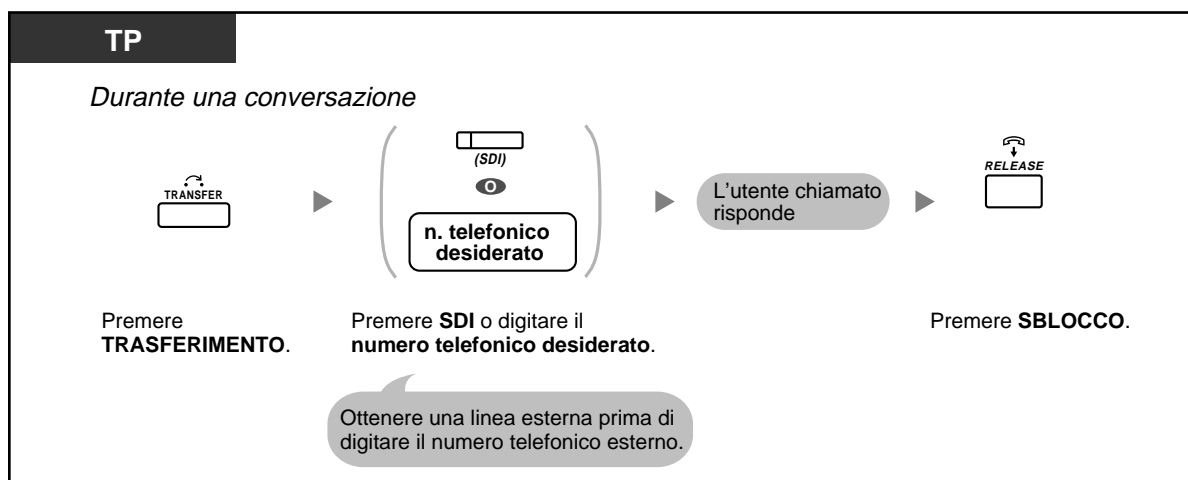 TP
Durante una conversazione
TRANSFER
(SDI)
O
n. telefonico
desiderato
L'utente chiamato
risponde
RELEASE
Premere
TRASFERIMENTO.
Premere SDI o digitare il
numero telefonico desiderato.
Premere SBLOCCO.
Ottenere una linea esterna prima di
digitare il numero telefonico esterno.